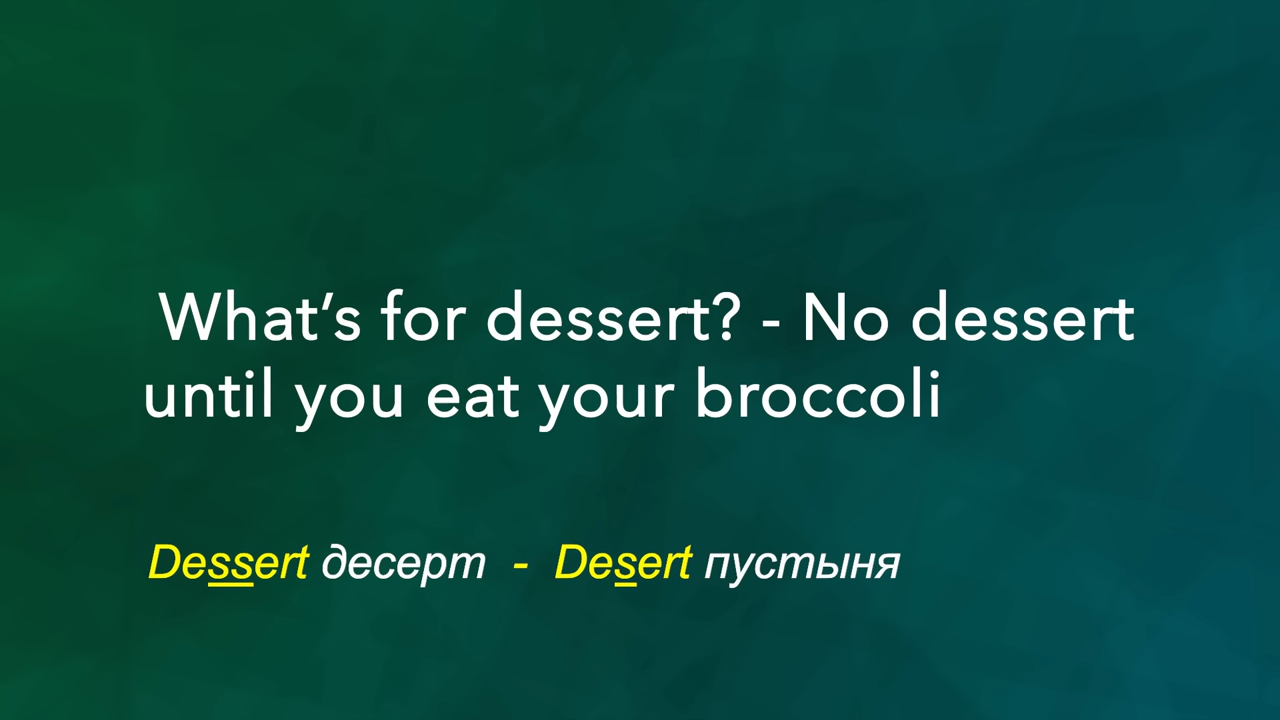 What’s for dessert? - No dessert
until you eat your broccoli
Dessert десерт - Desert пустыня